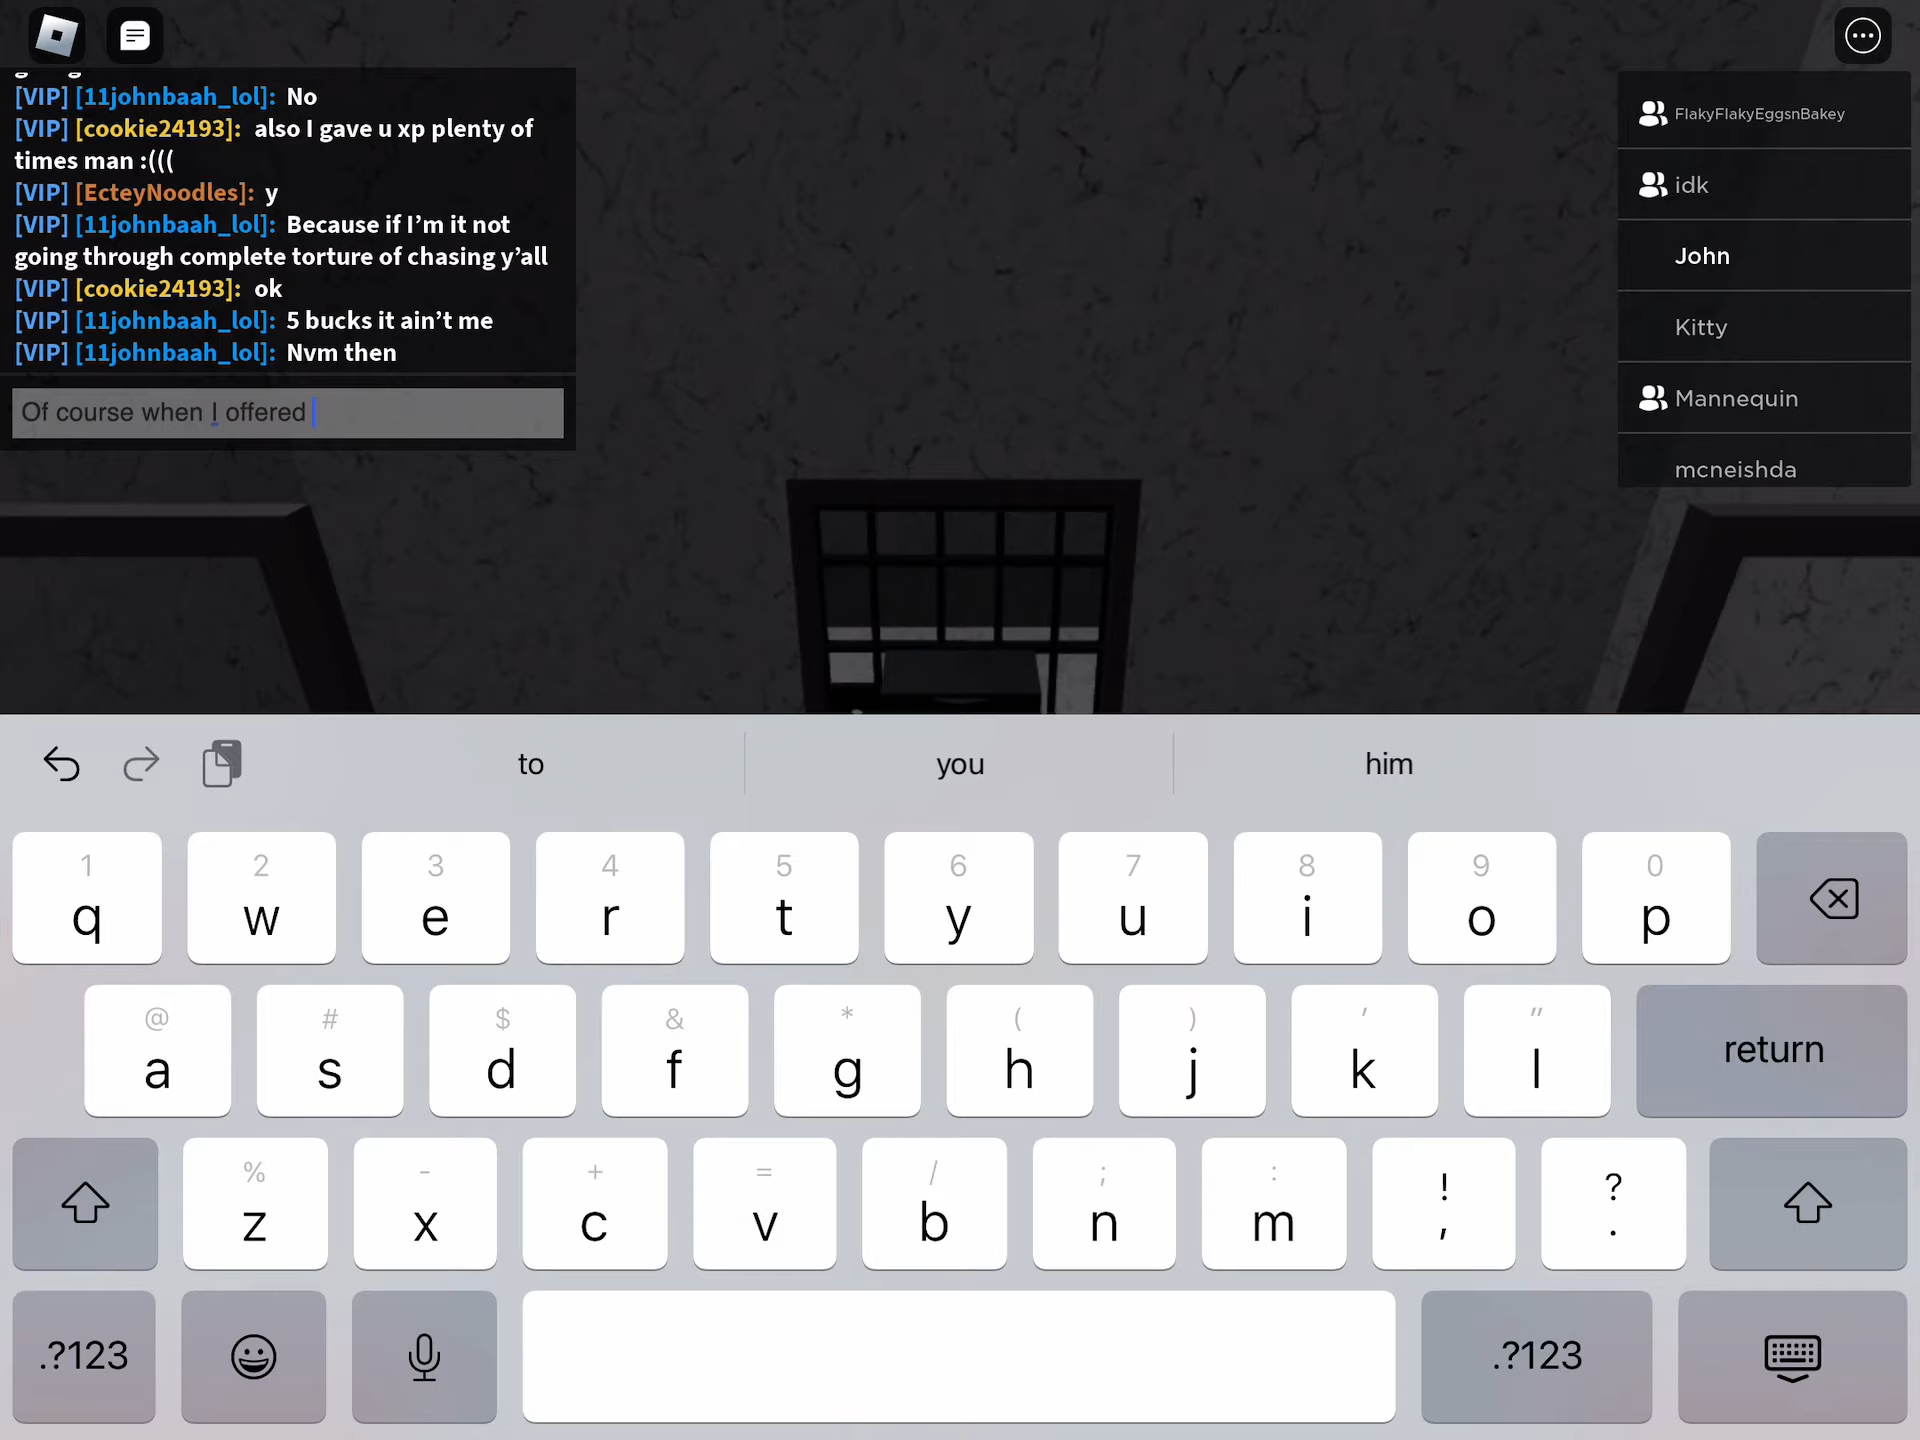 [VIP] [11johnbaah_lol]: No
[VIP] [cookie24193]: also I gave u xp plenty of
times man :(((
[VIP] [EcteyNoodles]: y
[VIP] [11johnbaah_lol]: Because if I’m it not
going through complete torture of chasing y’all
[VIP] [cookie24193]: ok
[VIP] [11johnbaah_lol]: 5 bucks it ain’t me
[VIP] [11johnbaah_lol]: Nvm then
Of course when I offered
FlakyFlakyEggsnBakey
idk
John
Kitty
Mannequin
mcneishda
to you him
1 2 3 4 5 6 7 8 9 0
q w e r t y u i o p
@ # $ & * ( ) ' "
a s d f g h j k l return
% - + = / ; : ! ?
z x c v b n m , .
.?123 .?123